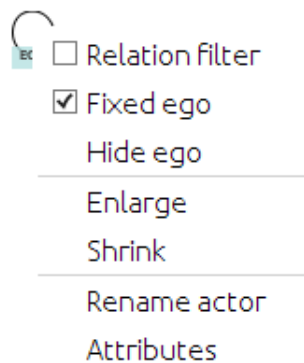 Relation filter
Fixed ego
Hide ego
Enlarge
Shrink
Rename actor
Attributes